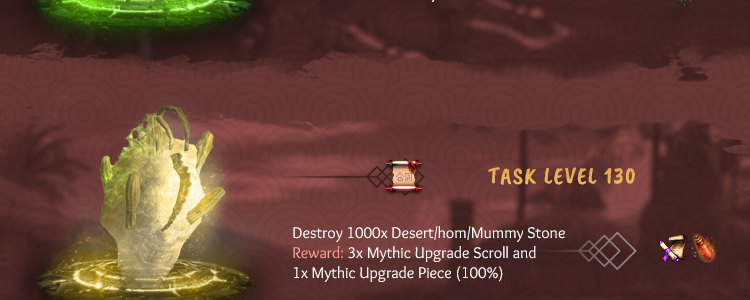 TASK LEVEL 130
Destroy 1000x Desert/hom/Mummy Stone
Reward: 3x Mythic Upgrade Scroll and
1x Mythic Upgrade Piece (100%)